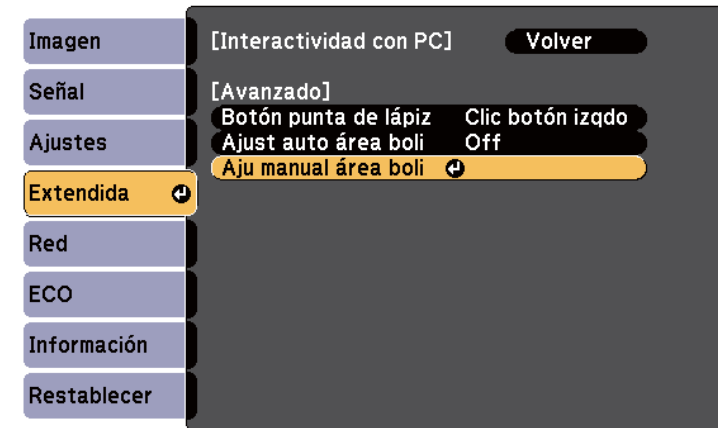 Imagen
Señal
Ajustes
Extendida
Red
ECO
Información
Restablecer
[Interactividad con PC] Volver
[Avanzado]
Botón punta de lápiz Clic botón izqdo
Ajust auto área boli Off
Aju manual área boli